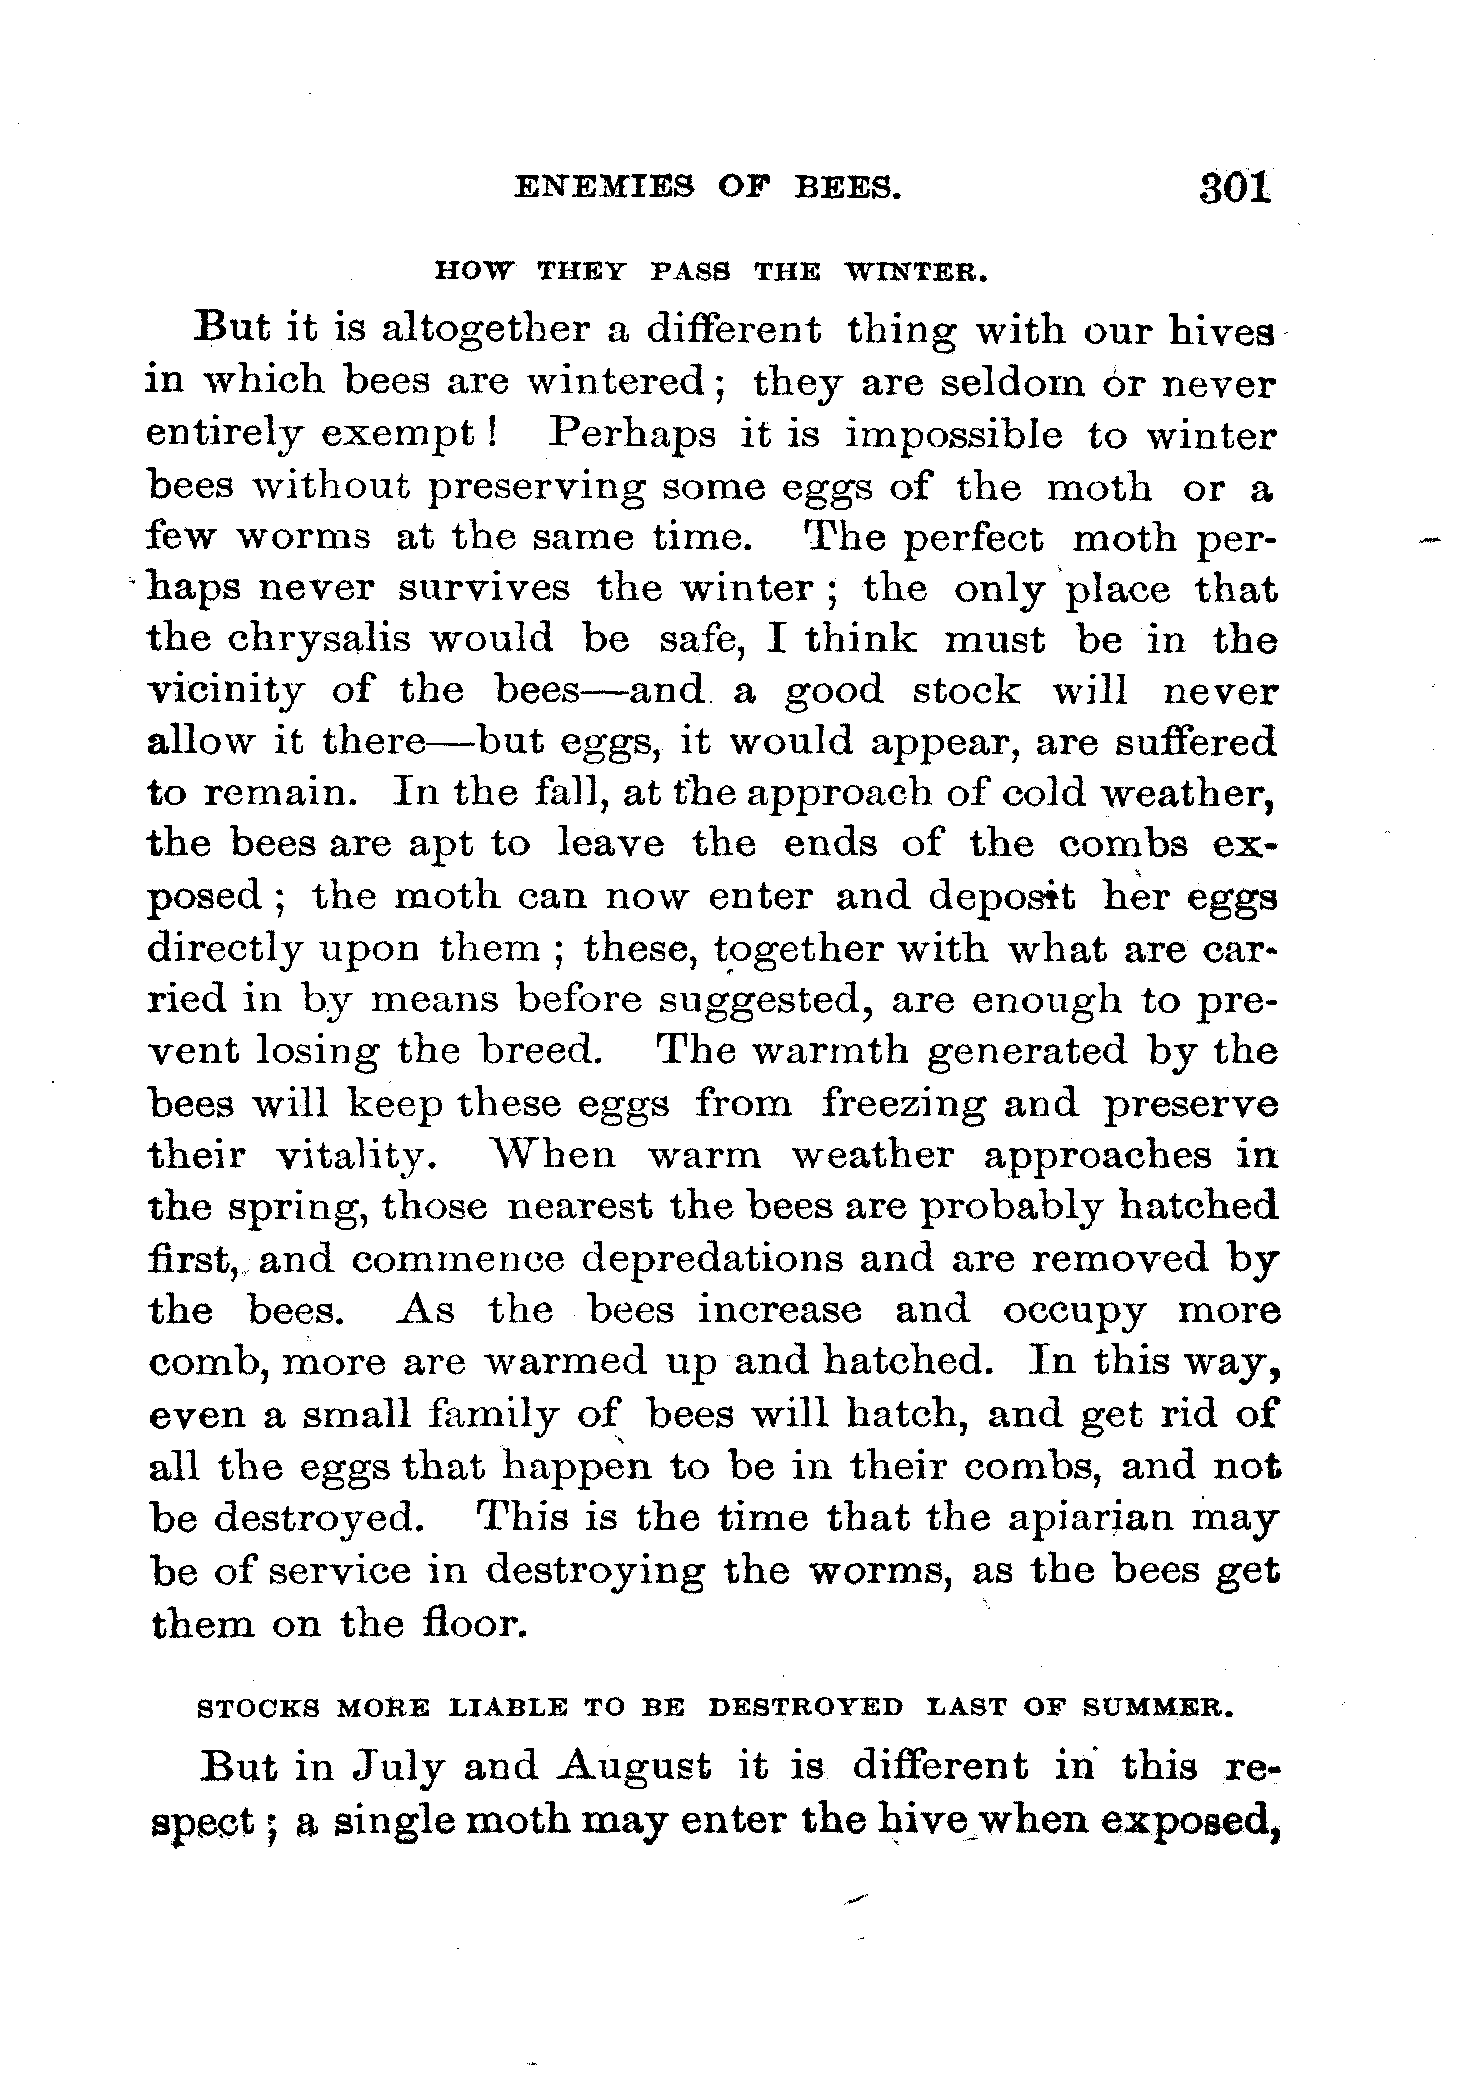 ENEMIES OF BEES. 301
HOW THEY PASS THE WINTER.
But it is altogether a different thing with our hives
in which bees are wintered; they are seldom or never
entirely exempt! Perhaps it is impossible to winter
bees without preserving some eggs of the moth or a
few worms at the same time. The perfect moth per-
haps never survives the winter; the only place that
the chrysalis would be safe, I think must be in the
vicinity of the bees—and a good stock will never
allow it there—but eggs, it would appear, are suffered
to remain. In the fall, at the approach of cold weather,
the bees are apt to leave the ends of the combs ex-
posed; the moth can now enter and deposit her eggs
directly upon them; these, together with what are car-
ried in by means before suggested, are enough to pre-
vent losing the breed. The warmth generated by the
bees will keep these eggs from freezing and preserve
their vitality. When warm weather approaches in
the spring, those nearest the bees are probably hatched
first, and commence depredations and are removed by
the bees. As the bees increase and occupy more
comb, more are warmed up and hatched. In this way,
even a small family of bees will hatch, and get rid of
all the eggs that happen to be in their combs, and not
be destroyed. This is the time that the apiarian may
be of service in destroying the worms, as the bees get
them on the floor.
STOCKS MORE LIABLE TO BE DESTROYED LAST OF SUMMER.
But in July and August it is different in this re-
spect; a single moth may enter the hive when exposed,